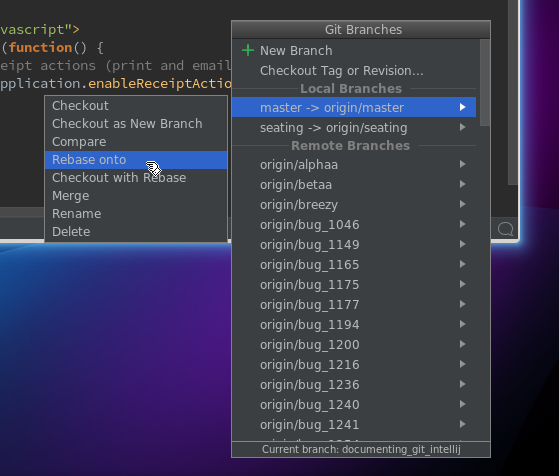 vascript">
(function() {
eipt actions (print and email
pplication.enableReceiptActio
Checkout
Checkout as New Branch
Compare
Rebase onto
Checkout with Rebase
Merge
Rename
Delete
Git Branches
New Branch
Checkout Tag or Revision…
Local Branches
master -> origin/master
seating -> origin/seating
Remote Branches
origin/alphaa
origin/betaa
origin/breezy
origin/bug_1046
origin/bug_1149
origin/bug_1165
origin/bug_1175
origin/bug_1177
origin/bug_1194
origin/bug_1200
origin/bug_1216
origin/bug_1236
origin/bug_1240
origin/bug_1241
Current branch: documenting_git_intellij